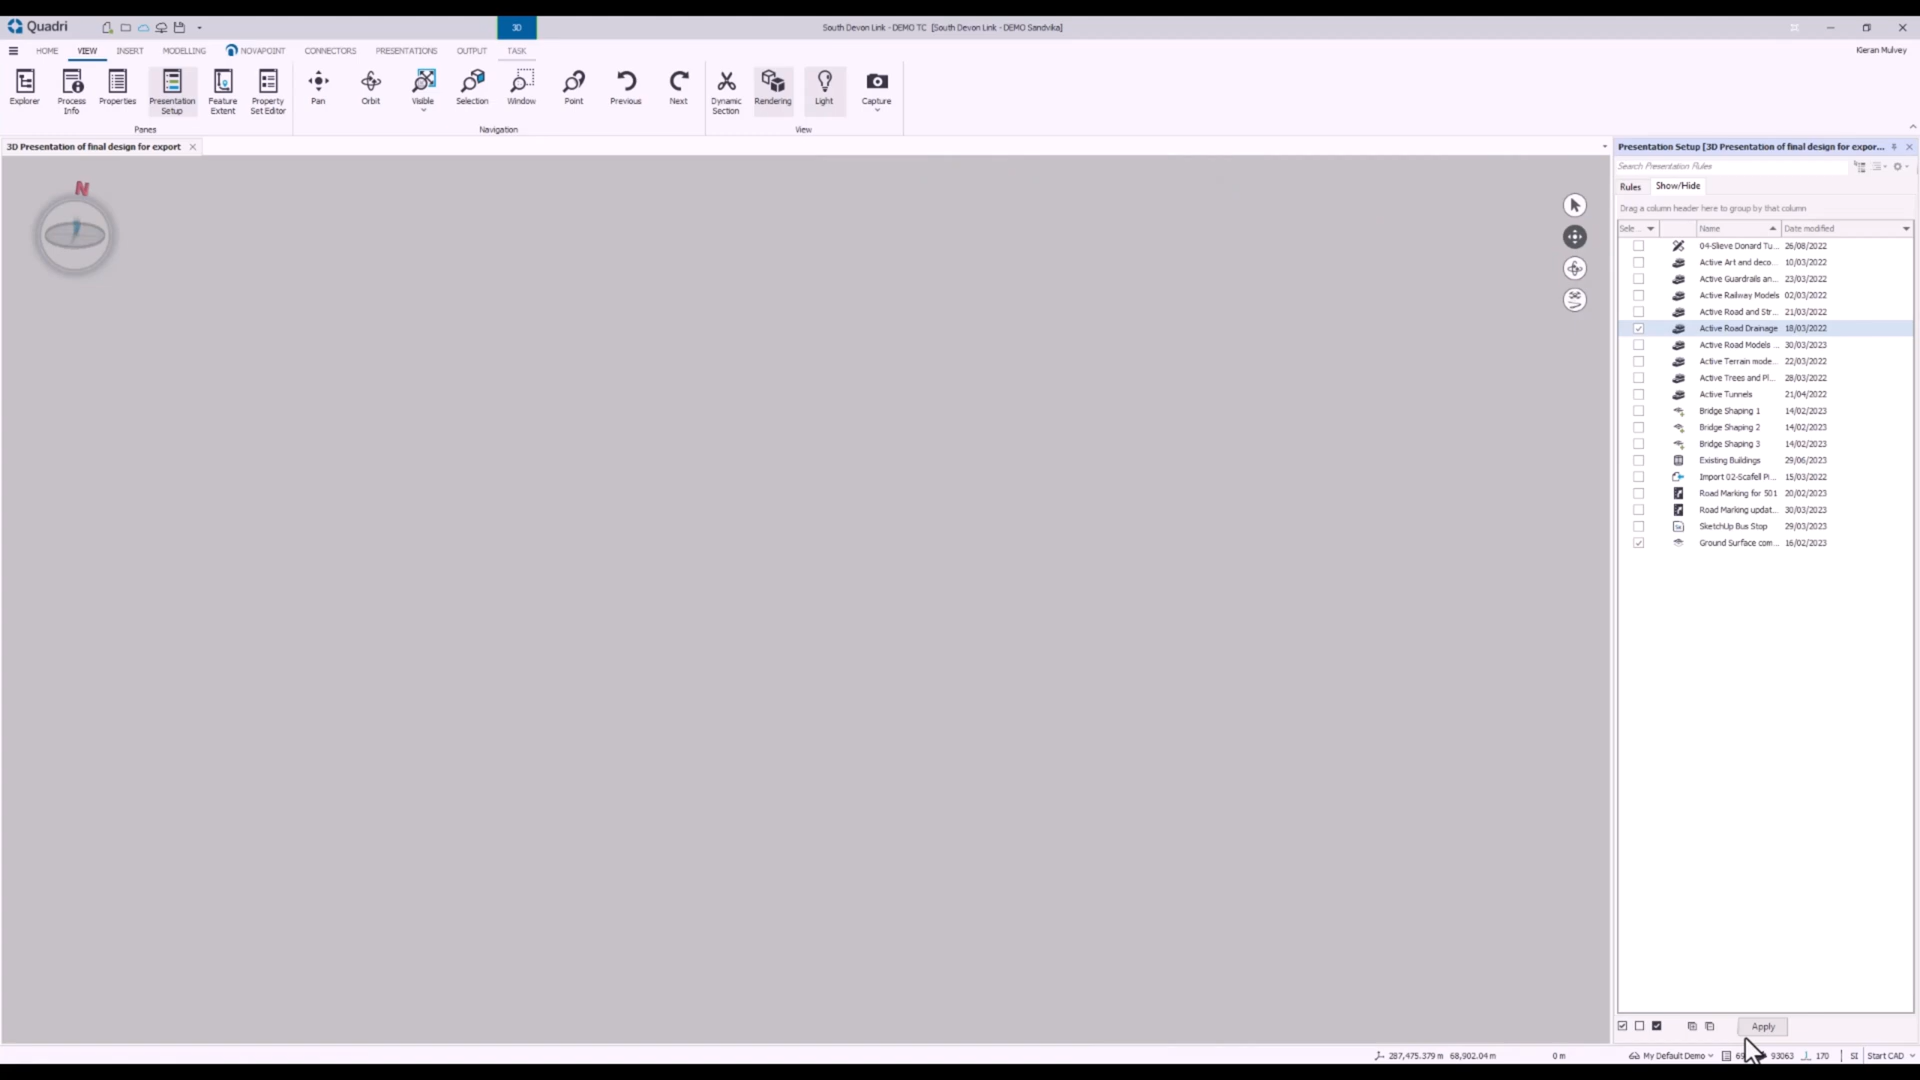 Quadri
3D
South Devon Link - DEMO TC [South Devon Link - DEMO Sandvika]
HOME VIEW INSERT MODELLING NOVAPOINT CONNECTORS PRESENTATIONS OUTPUT TASK
Kieran Mulvey
Explorer Process Info Properties Presentation Setup Feature Extent Property Set Editor Pan Orbit Visible Selection Window Point Previous Next Dynamic Section Rendering Light Capture
Panes Navigation View
3D Presentation of final design for export
Presentation Setup [3D Presentation of final design for expor...
Search Presentation Rules
Rules Show/Hide
Drag a column header here to group by that column
Sele... Name Date modified
04-Slieve Donard Tu... 26/08/2022
Active Art and deco... 10/03/2022
Active Guardrails an... 23/03/2022
Active Railway Models 02/03/2022
Active Road and Str... 21/03/2022
Active Road Drainage 18/03/2022
Active Road Models ... 30/03/2023
Active Terrain mode... 22/03/2022
Active Trees and Pl... 28/03/2022
Active Tunnels 21/04/2022
Bridge Shaping 1 14/02/2023
Bridge Shaping 2 14/02/2023
Bridge Shaping 3 14/02/2023
Existing Buildings 29/06/2023
Import 02-Scafell Pi... 15/03/2022
Road Marking for 501 20/02/2023
Road Marking updat... 30/03/2023
SketchUp Bus Stop 29/03/2023
Ground Surface com... 16/02/2023
N
Apply
287,475.379 m 68,902.04 m 0 m My Default Demo 93063 170 SI Start CAD